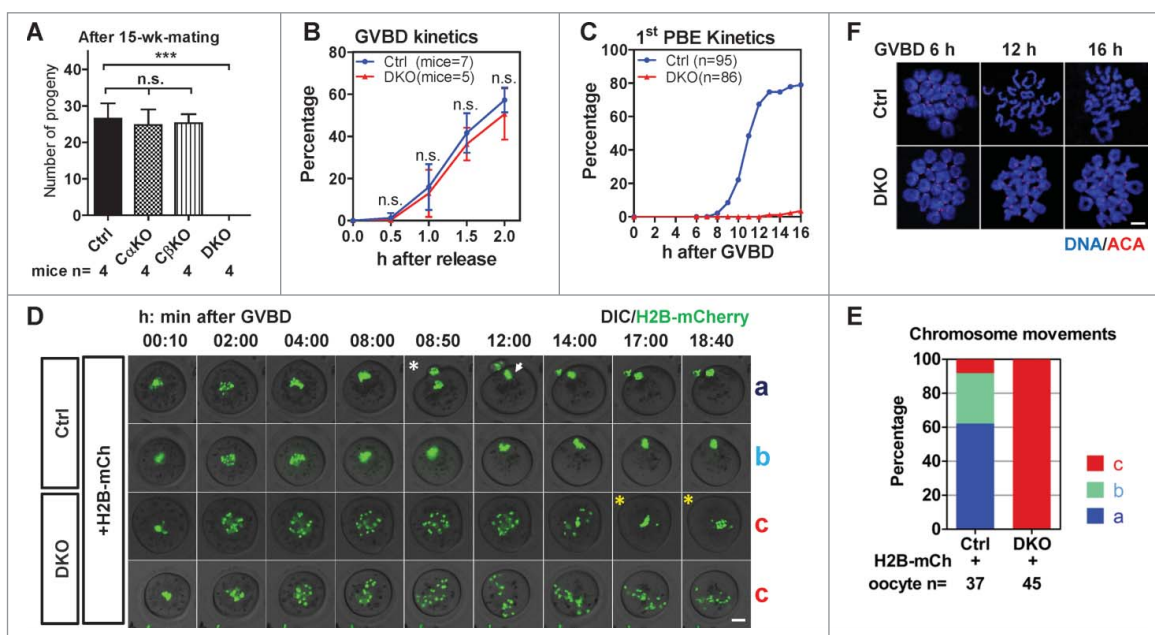 A
After 15-wk-mating
***
n.s.
Number of progeny
40
30
20
10
0
Ctrl
CαKO
CβKO
DKO
mice n= 4 4 4 4
B
GVBD kinetics
Ctrl (mice=7)
DKO(mice=5)
Percentage
60
40
20
0
n.s.
n.s.
n.s.
n.s.
0.0 0.5 1.0 1.5 2.0
h after release
C
1st PBE Kinetics
Ctrl (n=95)
DKO(n=86)
Percentage
100
80
60
40
20
0
0 2 4 6 8 10 12 14 16
h after GVBD
F
GVBD 6 h 12 h 16 h
Ctrl
DKO
DNA/ACA
D
h: min after GVBD
DIC/H2B-mCherry
00:10 02:00 04:00 08:00 08:50 12:00 14:00 17:00 18:40
Ctrl
DKO
+H2B-mCh
*
a
b
* *
c
c
E
Chromosome movements
Percentage
100
80
60
40
20
0
c
b
a
Ctrl DKO
H2B-mCh + +
oocyte n= 37 45